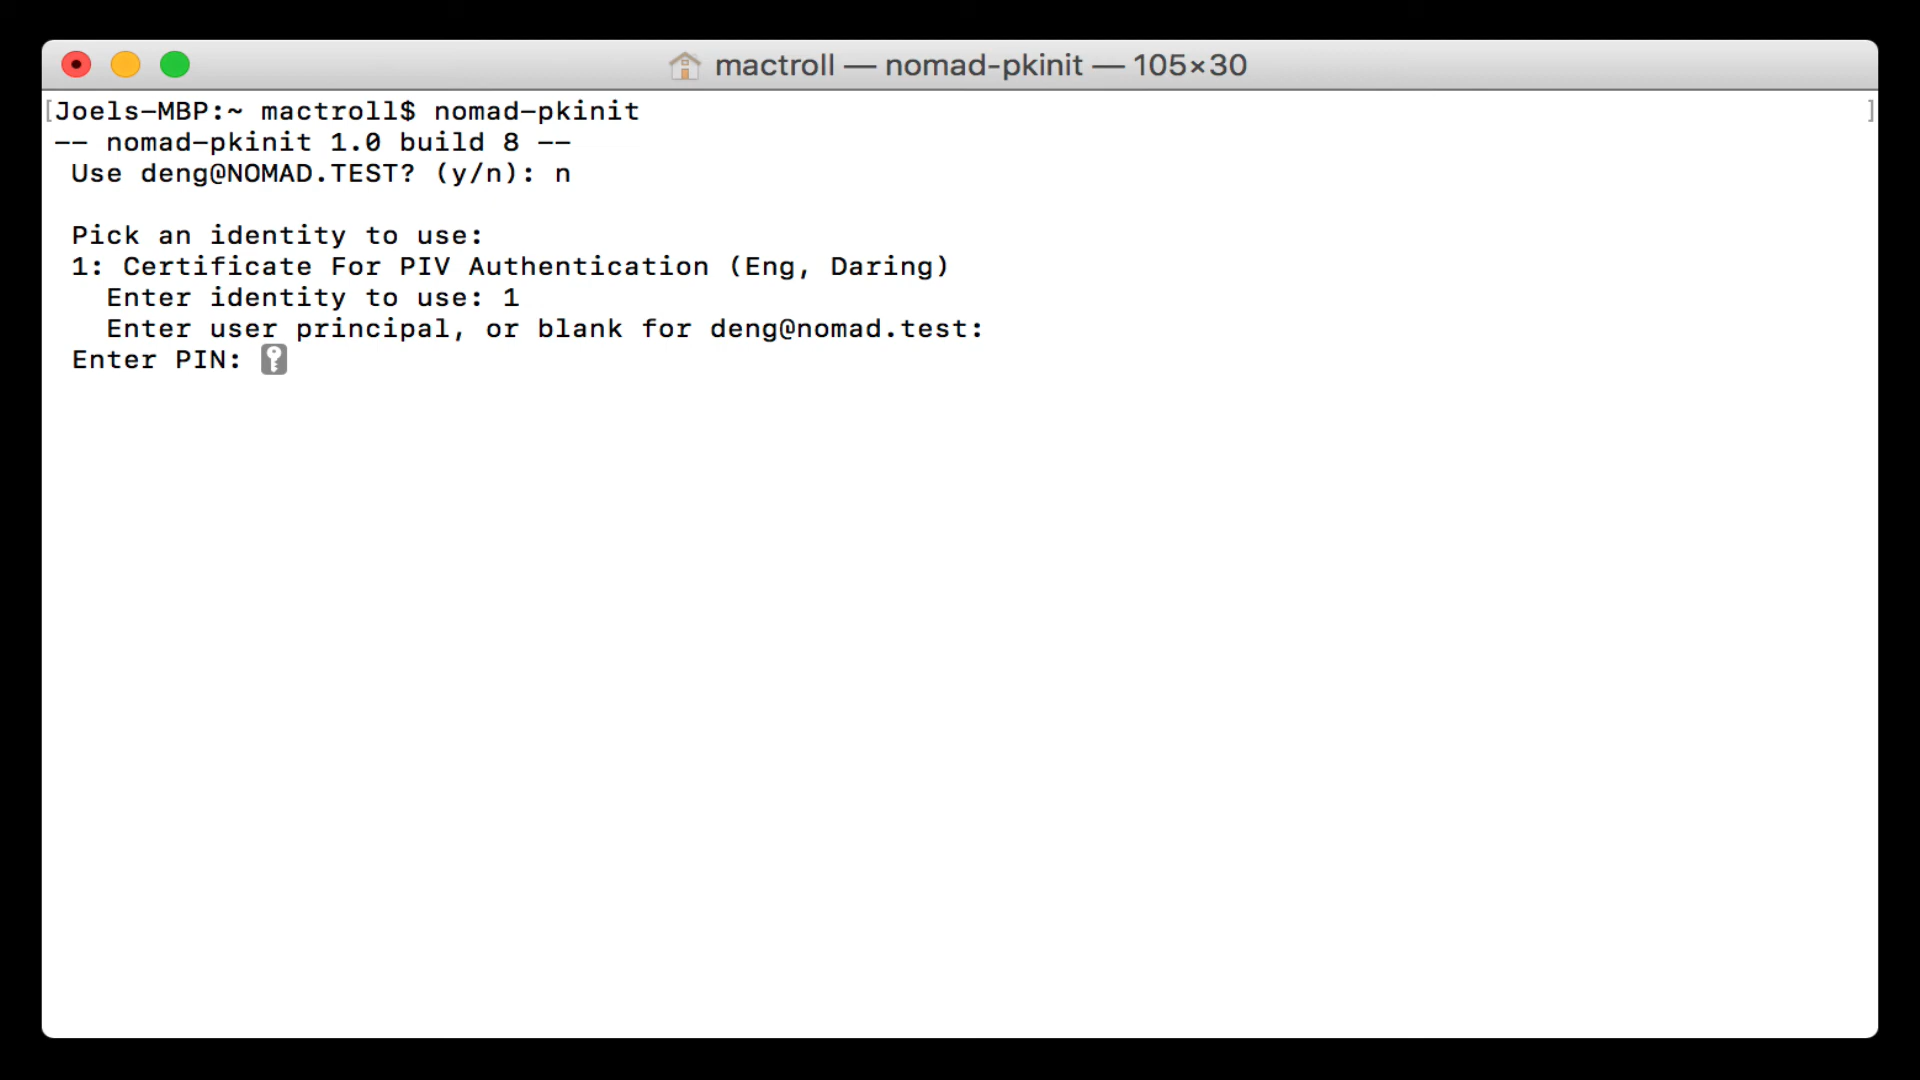 mactroll — nomad-pkinit — 105×30
[Joels-MBP:~ mactroll$ nomad-pkinit ]
-- nomad-pkinit 1.0 build 8 --
Use deng@NOMAD.TEST? (y/n): n
Pick an identity to use:
1: Certificate For PIV Authentication (Eng, Daring)
Enter identity to use: 1
Enter user principal, or blank for deng@nomad.test:
Enter PIN: